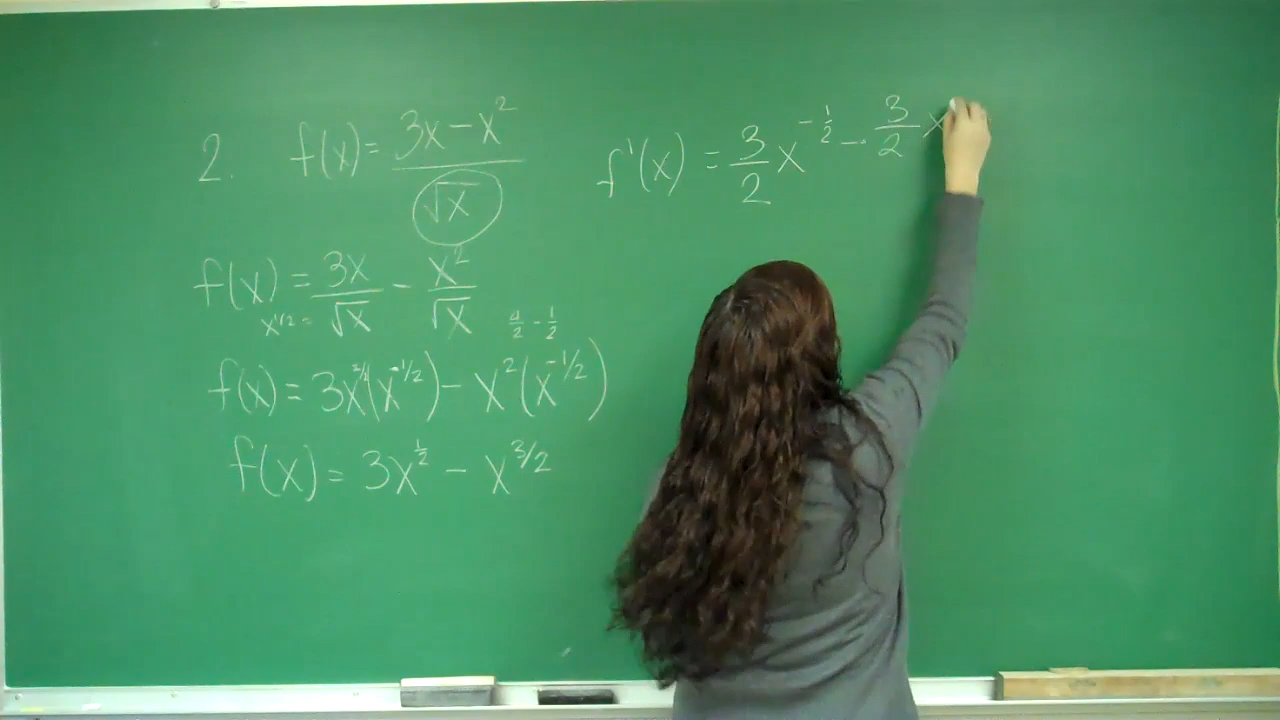 2. f(x) = (3x - x²)/√x
f(x) = 3x/√x - x²/√x
x^1/2 =
4/2 - 1/2
f(x) = 3x^2/2(x^-1/2) - x²(x^-1/2)
f(x) = 3x^1/2 - x^3/2
f'(x) = 3/2 x^-1/2 - 3/2 x